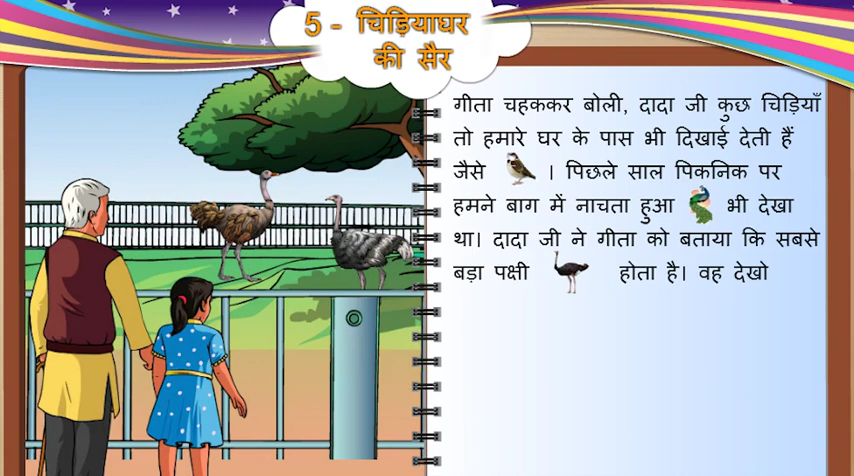 5 - चिड़ियाघर
की सैर
गीता चहककर बोली, दादा जी कुछ चिड़ियाँ
तो हमारे घर के पास भी दिखाई देती हैं
जैसे । पिछले साल पिकनिक पर
हमने बाग में नाचता हुआ भी देखा
था। दादा जी ने गीता को बताया कि सबसे
बड़ा पक्षी होता है। वह देखो